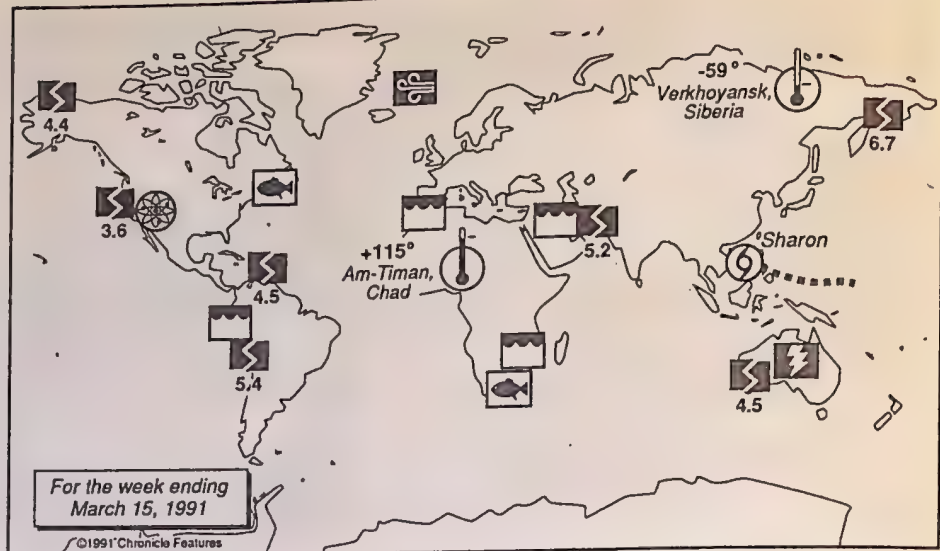 -59°
Verkhoyansk,
Siberia
4.4
6.7
3.6
5.2
Sharon
+115°
Am-Timan,
Chad
4.5
5.4
4.5
For the week ending
March 15, 1991
©1991 Chronicle Features